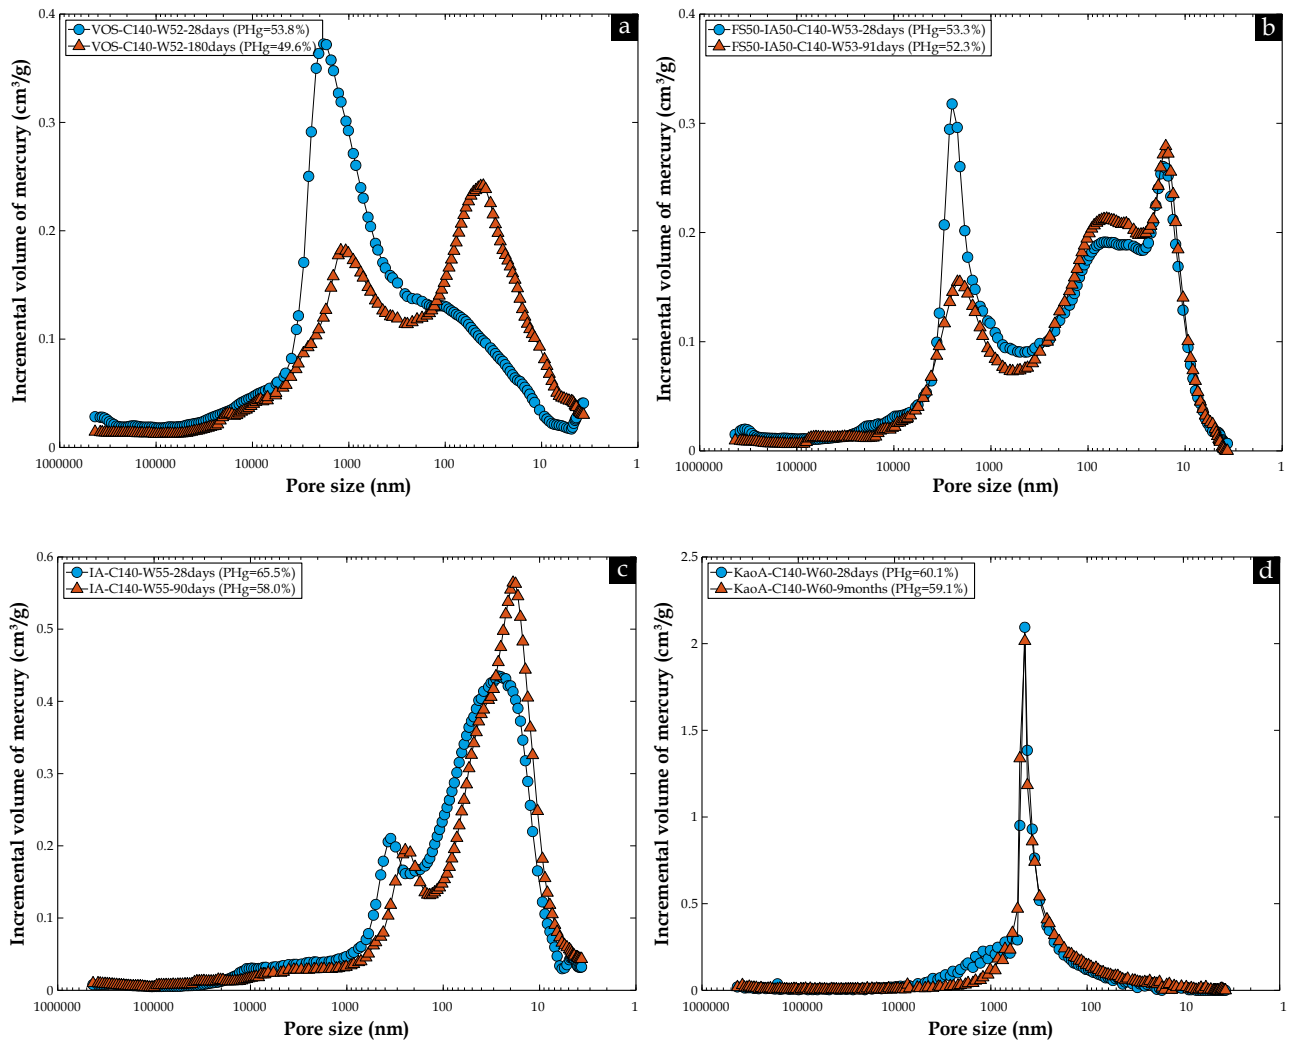 a
VOS-C140-W52-28days (PHg=53.8%)
VOS-C140-W52-180days (PHg=49.6%)
Incremental volume of mercury (cm³/g)
0.4
0.3
0.2
0.1
0
1000000 100000 10000 1000 100 10 1
Pore size (nm)
b
FS50-IA50-C140-W53-28days (PHg=53.3%)
FS50-IA50-C140-W53-91days (PHg=52.3%)
Incremental volume of mercury (cm³/g)
0.4
0.3
0.2
0.1
0
1000000 100000 10000 1000 100 10 1
Pore size (nm)
c
IA-C140-W55-28days (PHg=65.5%)
IA-C140-W55-90days (PHg=58.0%)
Incremental volume of mercury (cm³/g)
0.6
0.5
0.4
0.3
0.2
0.1
0
1000000 100000 10000 1000 100 10 1
Pore size (nm)
d
KaoA-C140-W60-28days (PHg=60.1%)
KaoA-C140-W60-9months (PHg=59.1%)
Incremental volume of mercury (cm³/g)
2.5
2
1.5
1
0.5
0
1000000 100000 10000 1000 100 10 1
Pore size (nm)